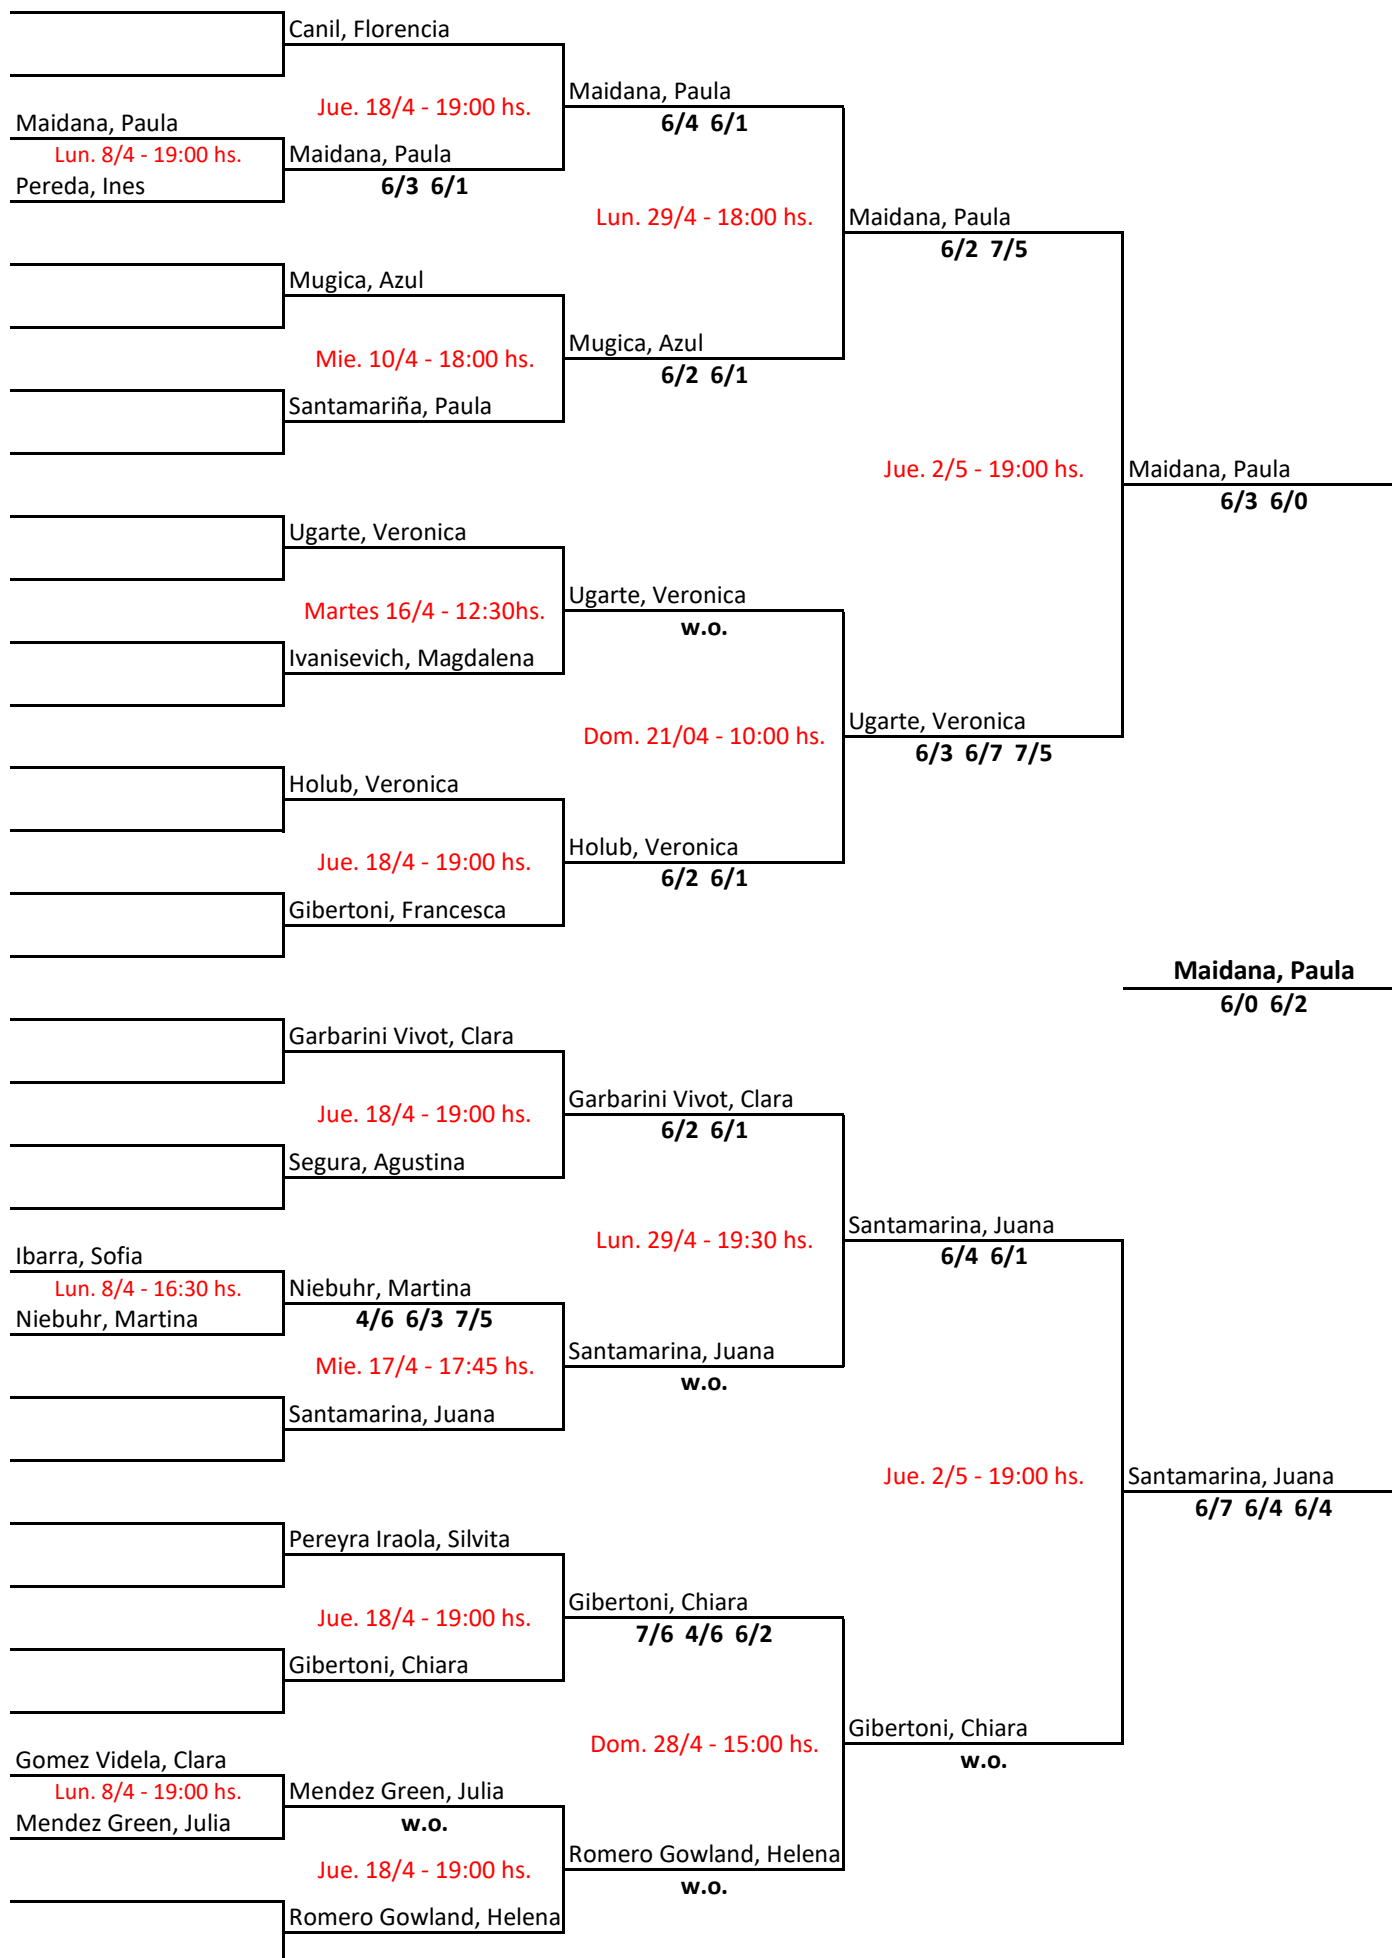 Canil, Florencia
Jue. 18/4 - 19:00 hs.
Maidana, Paula
6/4 6/1
Maidana, Paula
Lun. 8/4 - 19:00 hs.
Pereda, Ines
Maidana, Paula
6/3 6/1
Lun. 29/4 - 18:00 hs.
Maidana, Paula
6/2 7/5
Mugica, Azul
Mie. 10/4 - 18:00 hs.
Mugica, Azul
6/2 6/1
Santamariña, Paula
Jue. 2/5 - 19:00 hs.
Maidana, Paula
6/3 6/0
Ugarte, Veronica
Martes 16/4 - 12:30hs.
Ugarte, Veronica
w.o.
Ivanisevich, Magdalena
Dom. 21/04 - 10:00 hs.
Ugarte, Veronica
6/3 6/7 7/5
Holub, Veronica
Jue. 18/4 - 19:00 hs.
Holub, Veronica
6/2 6/1
Gibertoni, Francesca
Maidana, Paula
6/0 6/2
Garbarini Vivot, Clara
Jue. 18/4 - 19:00 hs.
Garbarini Vivot, Clara
6/2 6/1
Segura, Agustina
Lun. 29/4 - 19:30 hs.
Santamarina, Juana
6/4 6/1
Ibarra, Sofia
Lun. 8/4 - 16:30 hs.
Niebuhr, Martina
Niebuhr, Martina
4/6 6/3 7/5
Mie. 17/4 - 17:45 hs.
Santamarina, Juana
w.o.
Santamarina, Juana
Jue. 2/5 - 19:00 hs.
Santamarina, Juana
6/7 6/4 6/4
Pereyra Iraola, Silvita
Jue. 18/4 - 19:00 hs.
Gibertoni, Chiara
7/6 4/6 6/2
Gibertoni, Chiara
Dom. 28/4 - 15:00 hs.
Gibertoni, Chiara
w.o.
Gomez Videla, Clara
Lun. 8/4 - 19:00 hs.
Mendez Green, Julia
Mendez Green, Julia
w.o.
Jue. 18/4 - 19:00 hs.
Romero Gowland, Helena
w.o.
Romero Gowland, Helena